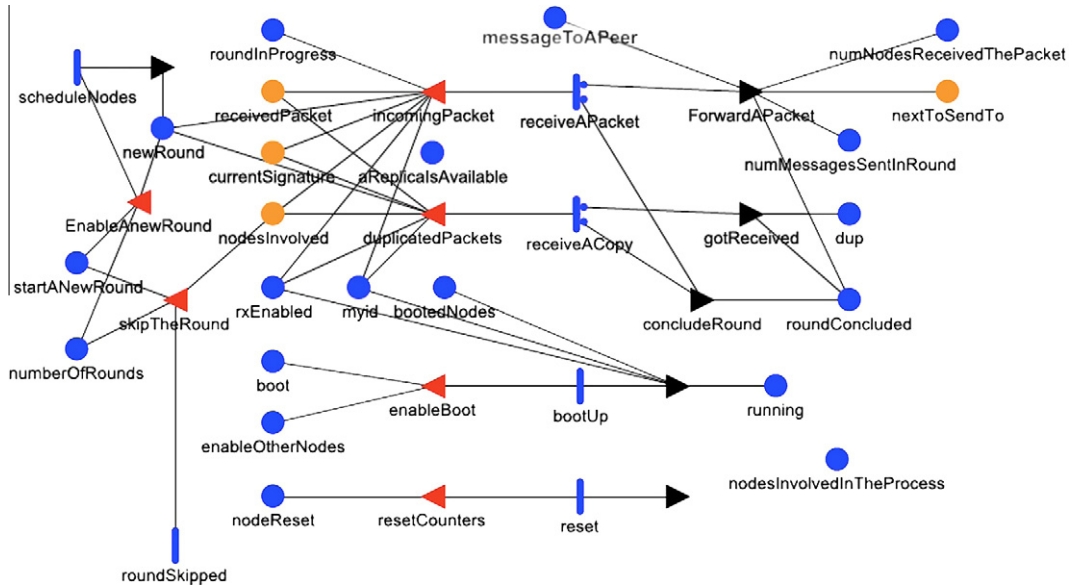 messageToAPeer
roundInProgress
numNodesReceivedThePacket
scheduleNodes
receivedPacket
incomingPacket
receiveAPacket
ForwardAPacket
nextToSendTo
newRound
currentSignature
aReplicaIsAvailable
numMessagesSentInRound
EnableAnewRound
nodesInvolved
duplicatedPackets
receiveACopy
gotReceived
dup
startANewRound
skipTheRound
rxEnabled
myid
bootedNodes
concludeRound
roundConcluded
numberOfRounds
boot
enableBoot
bootUp
running
enableOtherNodes
nodesInvolvedInTheProcess
nodeReset
resetCounters
reset
roundSkipped